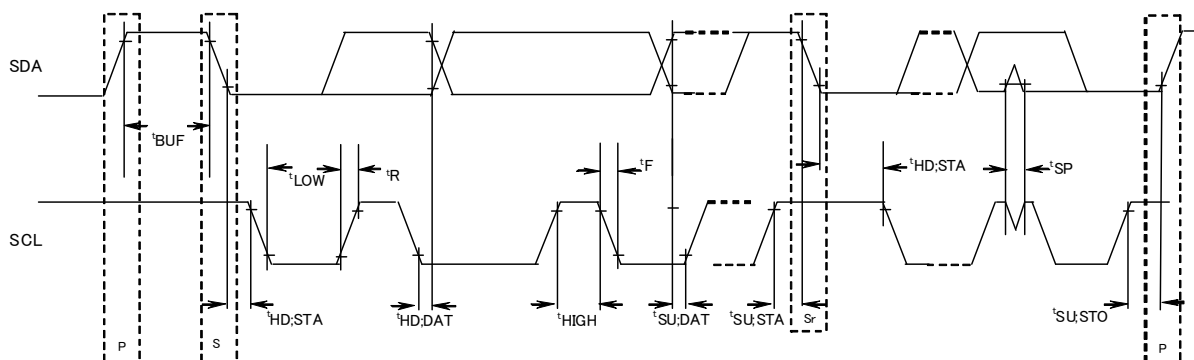 SDA
tBUF
tLOW
tR
tF
tHD;STA
tSP
SCL
tHD;STA
tHD;DAT
tHIGH
tSU;DAT
tSU;STA
Sr
tSU;STO
P
S
P